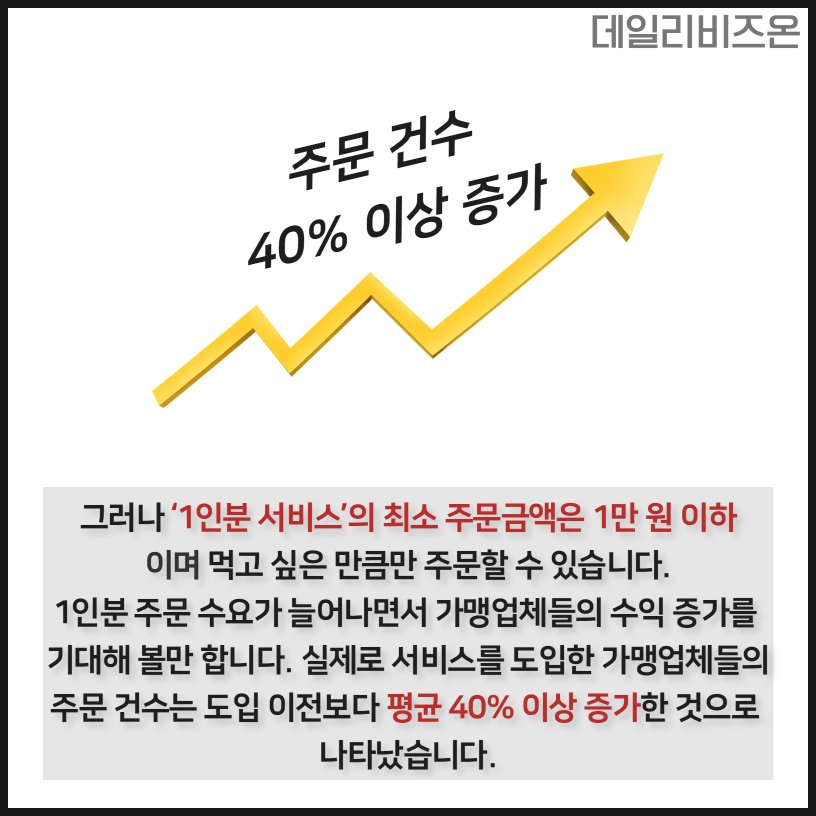 데일리비즈온
주문 건수
40% 이상 증가
그러나 ‘1인분 서비스’의 최소 주문금액은 1만 원 이하
이며 먹고 싶은 만큼만 주문할 수 있습니다.
1인분 주문 수요가 늘어나면서 가맹업체들의 수익 증가를
기대해 볼만 합니다. 실제로 서비스를 도입한 가맹업체들의
주문 건수는 도입 이전보다 평균 40% 이상 증가한 것으로
나타났습니다.